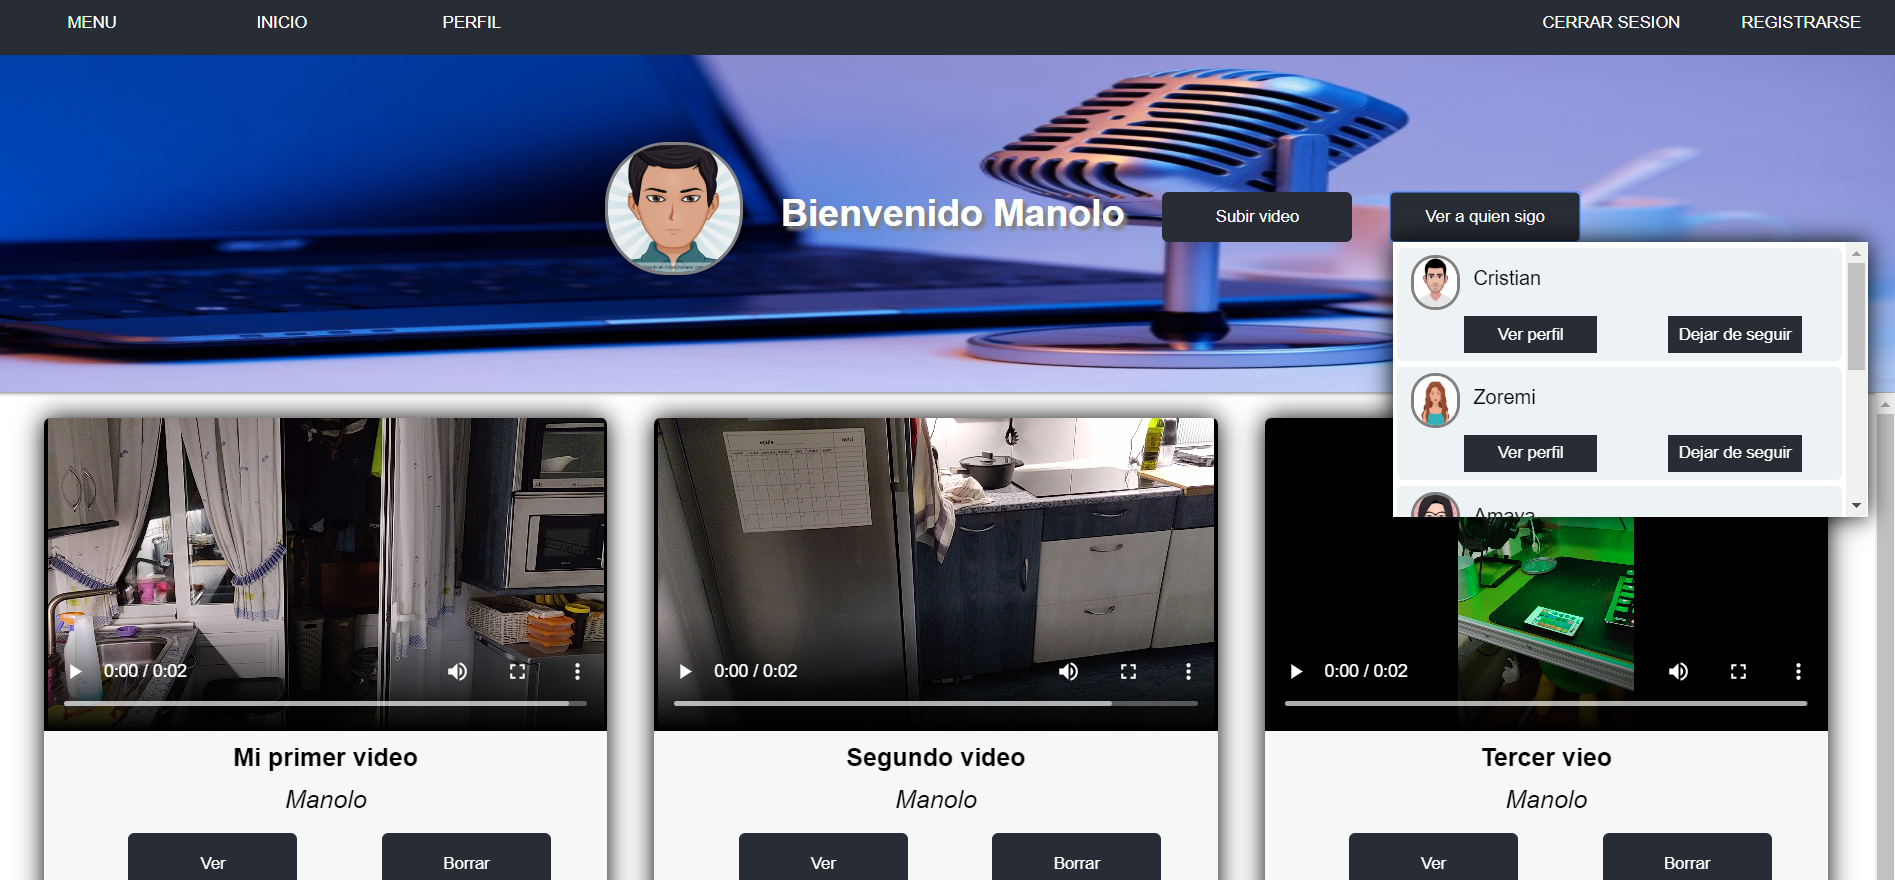 MENU INICIO PERFIL CERRAR SESION REGISTRARSE
Bienvenido Manolo
Subir video
Ver a quien sigo
Cristian
Ver perfil Dejar de seguir
Zoremi
Ver perfil Dejar de seguir
Amaya
0:00 / 0:02
0:00 / 0:02
0:00 / 0:02
Mi primer video
Manolo
Ver Borrar
Segundo video
Manolo
Ver Borrar
Tercer vieo
Manolo
Ver Borrar